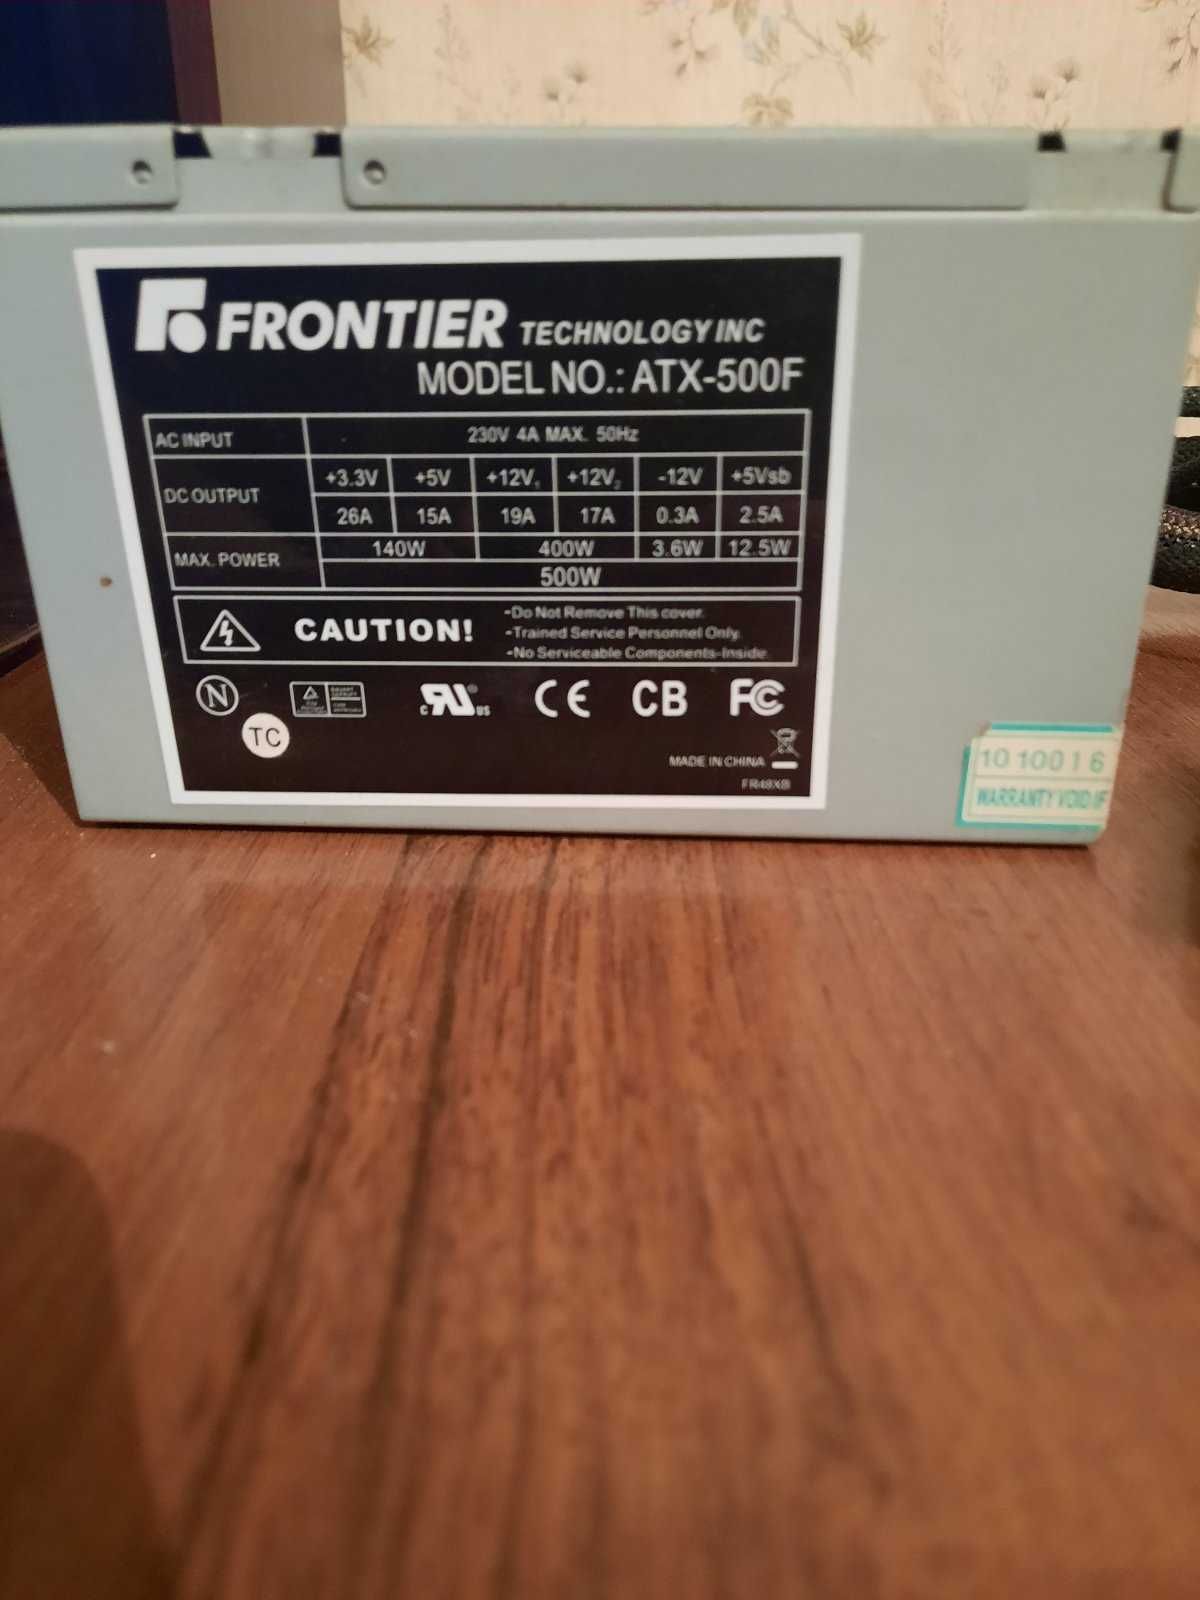 FRONTIER TECHNOLOGY INC
MODEL NO.: ATX-500F
AC INPUT 230V 4A MAX. 50Hz
DC OUTPUT +3.3V +5V +12V1 +12V2 -12V +5Vsb
26A 15A 19A 17A 0.3A 2.5A
MAX. POWER 140W 400W 3.6W 12.5W
500W
CAUTION!
-Do Not Remove This cover.
-Trained Service Personnel Only.
-No Serviceable Components-Inside.
N c RU ® US CE CB FC
TC
MADE IN CHINA
FR48XB
10 10016
WARRANTY VOID IF